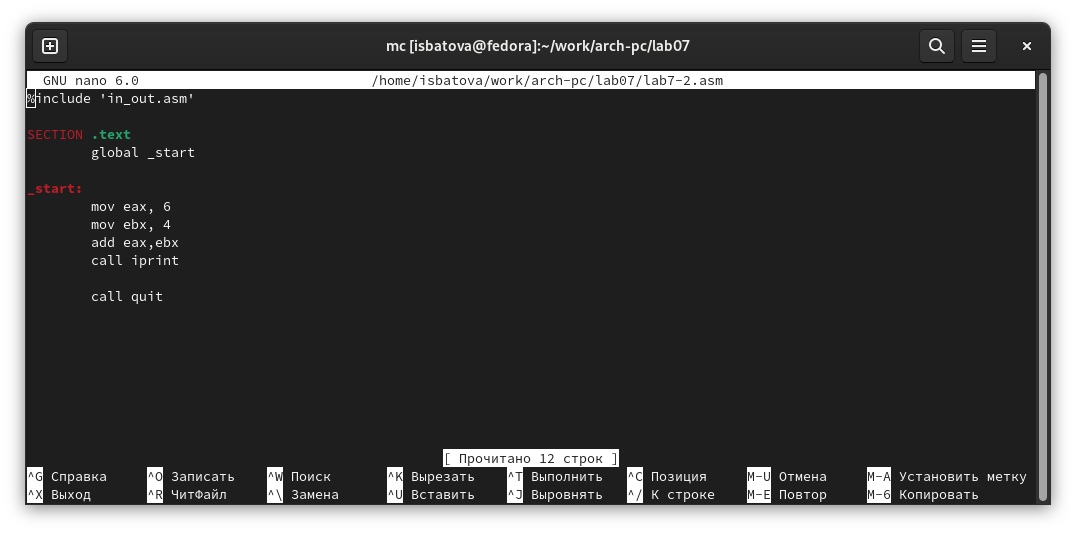 mc [isbatova@fedora]:~/work/arch-pc/lab07
GNU nano 6.0 /home/isbatova/work/arch-pc/lab07/lab7-2.asm
%include 'in_out.asm'
SECTION .text
global _start
_start:
mov eax, 6
mov ebx, 4
add eax,ebx
call iprint
call quit
[ Прочитано 12 строк ]
^G Справка ^O Записать ^W Поиск ^K Вырезать ^T Выполнить ^C Позиция M-U Отмена M-A Установить метку
^X Выход ^R ЧитФайл ^\ Замена ^U Вставить ^J Выровнять ^/ К строке M-E Повтор M-6 Копировать